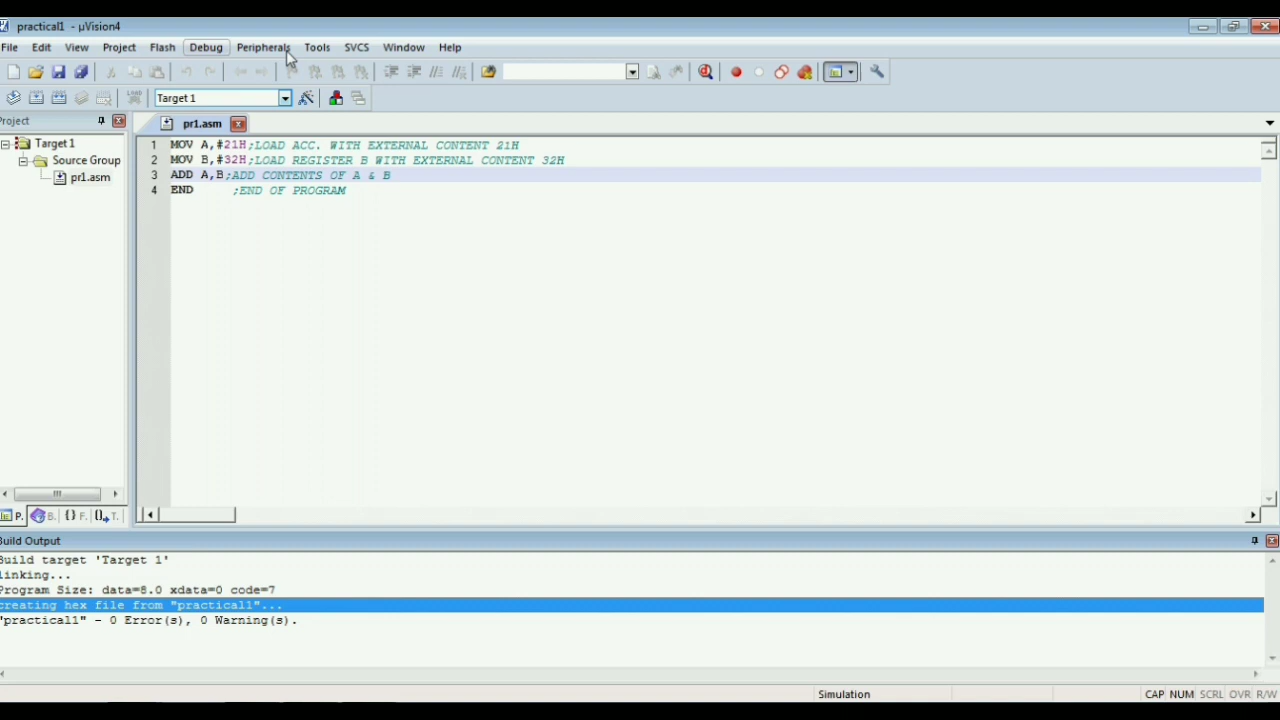 practical1 - µVision4
File Edit View Project Flash Debug Peripherals Tools SVCS Window Help
LOAD
Target 1
Project
pr1.asm
Target 1
Source Group
pr1.asm
1 MOV A,#21H;LOAD ACC. WITH EXTERNAL CONTENT 21H
2 MOV B,#32H;LOAD REGISTER B WITH EXTERNAL CONTENT 32H
3 ADD A,B;ADD CONTENTS OF A & B
4 END ;END OF PROGRAM
P. B. {} F. T.
Build Output
Build target 'Target 1'
linking...
Program Size: data=8.0 xdata=0 code=7
creating hex file from "practical1"...
"practical1" - 0 Error(s), 0 Warning(s).
Simulation
CAP NUM SCRL OVR R/W